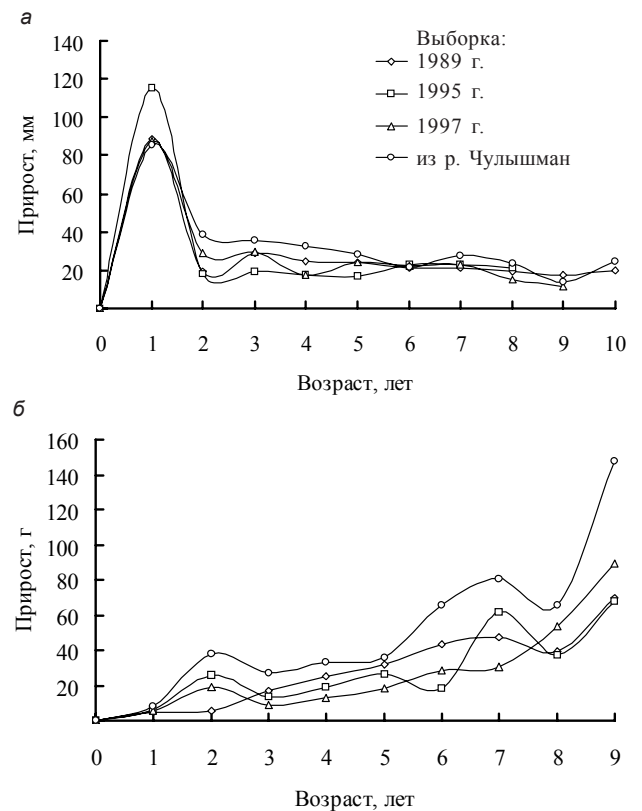 а
140
120
100
80
60
40
20
Прирост, мм
Выборка:
1989 г.
1995 г.
1997 г.
из р. Чулышман
0 1 2 3 4 5 6 7 8 9 10
Возраст, лет
б
160
140
120
100
80
60
40
20
Прирост, г
0 1 2 3 4 5 6 7 8 9
Возраст, лет